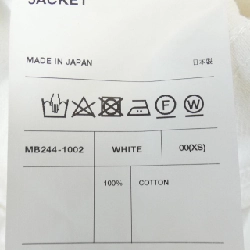 JACKET
MADE IN JAPAN 日本製
F W
MB244-1002 WHITE 00(XS)
100% COTTON